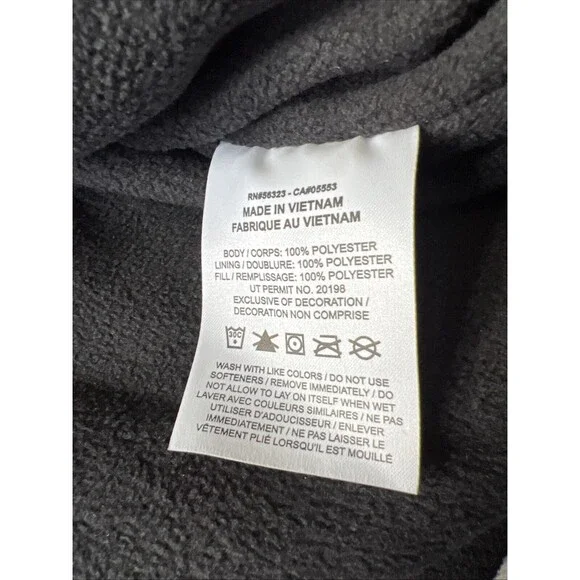 RN#56323 - CA#05553
MADE IN VIETNAM
FABRIQUE AU VIETNAM
BODY / CORPS: 100% POLYESTER
LINING / DOUBLURE: 100% POLYESTER
FILL / REMPLISSAGE: 100% POLYESTER
UT PERMIT NO. 20198
EXCLUSIVE OF DECORATION /
DECORATION NON COMPRISE
30C
WASH WITH LIKE COLORS / DO NOT USE
SOFTENERS / REMOVE IMMEDIATELY / DO
NOT ALLOW TO LAY ON ITSELF WHEN WET
LAVER AVEC COULEURS SIMILAIRES / NE PAS
UTILISER D'ADOUCISSEUR / ENLEVER
IMMÉDIATEMENT / NE PAS LAISSER LE
VÊTEMENT PLIÉ LORSQU'IL EST MOUILLÉ